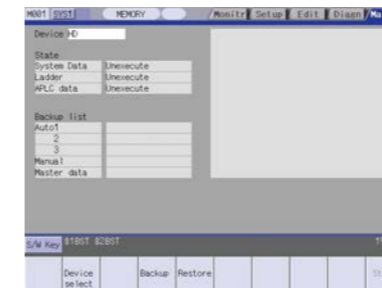 M001 SYS1 MEMORY Monitr Setup Edit Diagn Ma
Device HD
State
System Data Unexecute
Ladder Unexecute
APLC data Unexecute
Backup list
Auto1
2
3
Manual
Master data
S/W Key $1BST $2BST
Device select Backup Restore